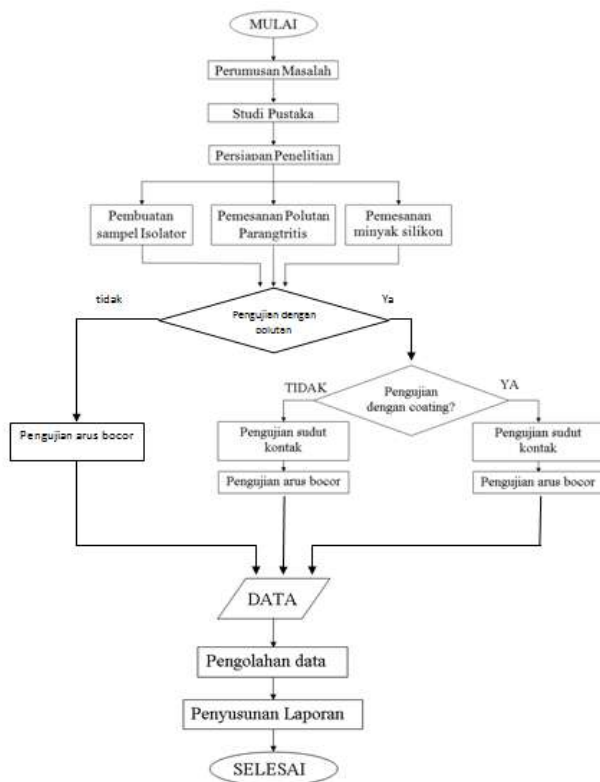 MULAI
Perumusan Masalah
Studi Pustaka
Persiapan Penelitian
Pembuatan
sampel Isolator
Pemesanan Polutan
Parangtritis
Pemesanan
minyak silikon
tidak
Pengujian dengan
polutan
Ya
TIDAK
Pengujian
dengan coating?
YA
Pengujian arus bocor
Pengujian sudut
kontak
Pengujian arus bocor
Pengujian sudut
kontak
Pengujian arus bocor
DATA
Pengolahan data
Penyusunan Laporan
SELESAI